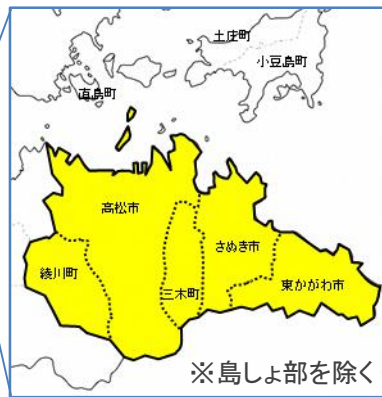 土庄町
小豆島町
直島町
高松市
さぬき市
綾川町
三木町
東かがわ市
※島しょ部を除く